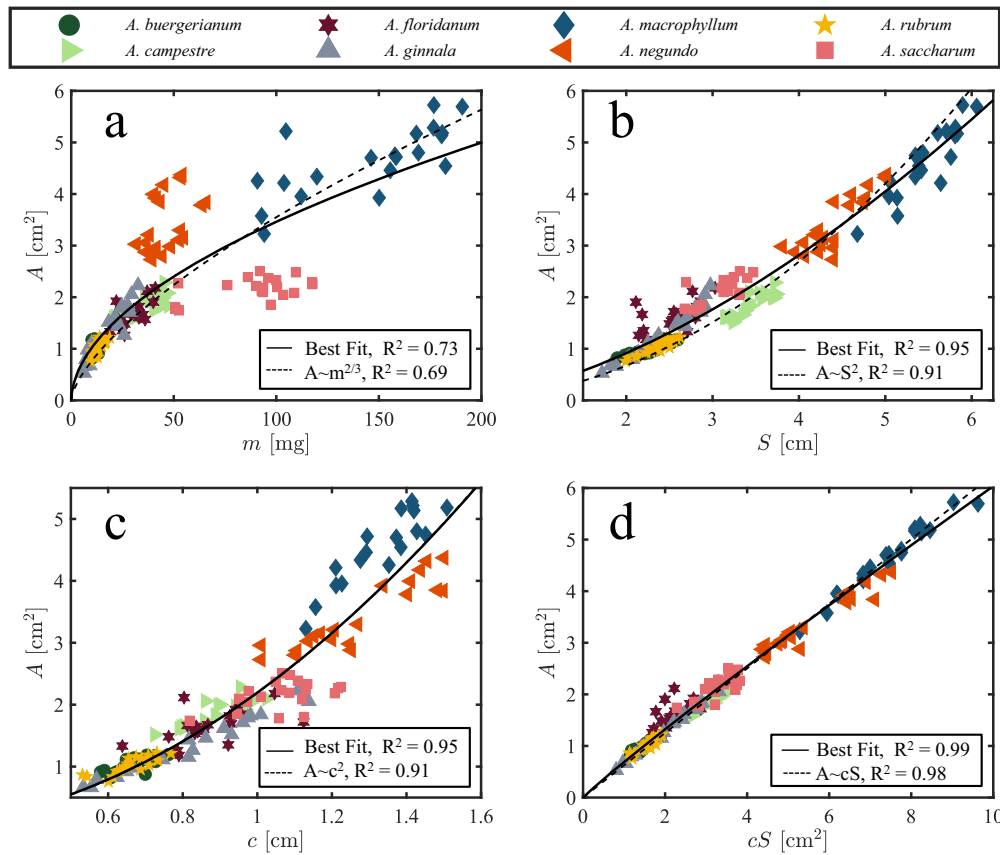 A. buergerianum A. floridanum A. macrophyllum A. rubrum
A. campestre A. ginnala A. negundo A. saccharum
a
A [cm²]
6
5
4
3
2
1
0
Best Fit, R² = 0.73
A~m²/³, R² = 0.69
0 50 100 150 200
m [mg]
b
A [cm²]
6
5
4
3
2
1
0
Best Fit, R² = 0.95
A~S², R² = 0.91
2 3 4 5 6
S [cm]
c
A [cm²]
5
4
3
2
1
Best Fit, R² = 0.95
A~c², R² = 0.91
0.6 0.8 1 1.2 1.4 1.6
c [cm]
d
A [cm²]
6
5
4
3
2
1
0
Best Fit, R² = 0.99
A~cS, R² = 0.98
0 2 4 6 8 10
cS [cm²]